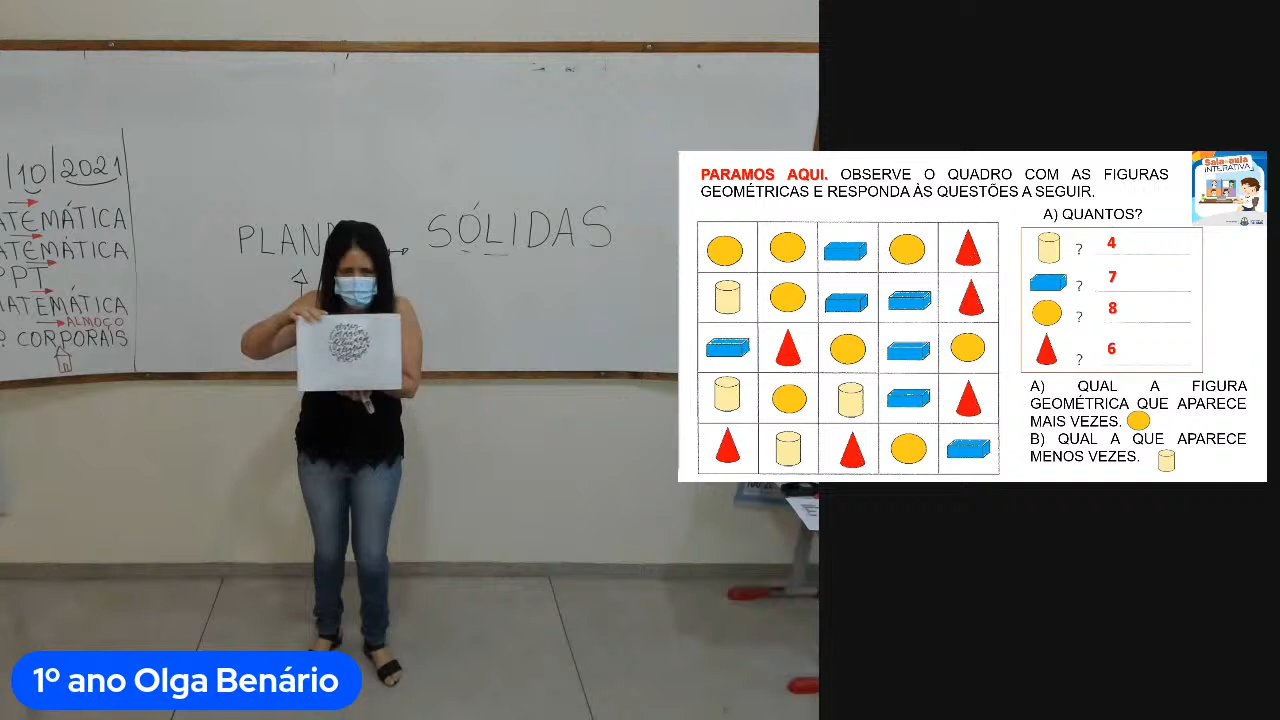 /10/2021
ATEMÁTICA
ATEMÁTICA
PPT
MATEMÁTICA
ALMOÇO
CORPORAIS
SÓLIDAS
PARAMOS AQUI. OBSERVE O QUADRO COM AS FIGURAS
GEOMÉTRICAS E RESPONDA ÀS QUESTÕES A SEGUIR.
Sala de aula
INTERATIVA
A) QUANTOS?
? 4
? 7
? 8
? 6
A) QUAL A FIGURA
GEOMÉTRICA QUE APARECE
MAIS VEZES.
B) QUAL A QUE APARECE
MENOS VEZES.
1º ano Olga Benário